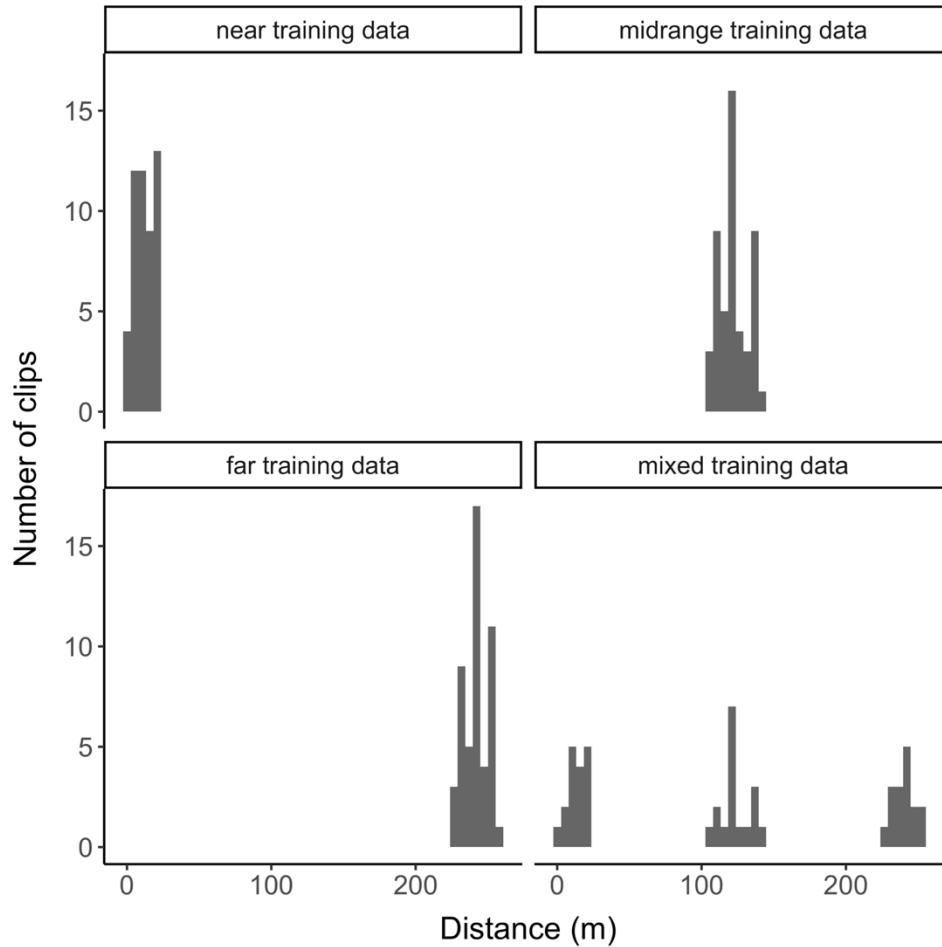 near training data
midrange training data
15
10
5
0
far training data
mixed training data
15
10
5
0
0
100
200
0
100
200
Number of clips
Distance (m)